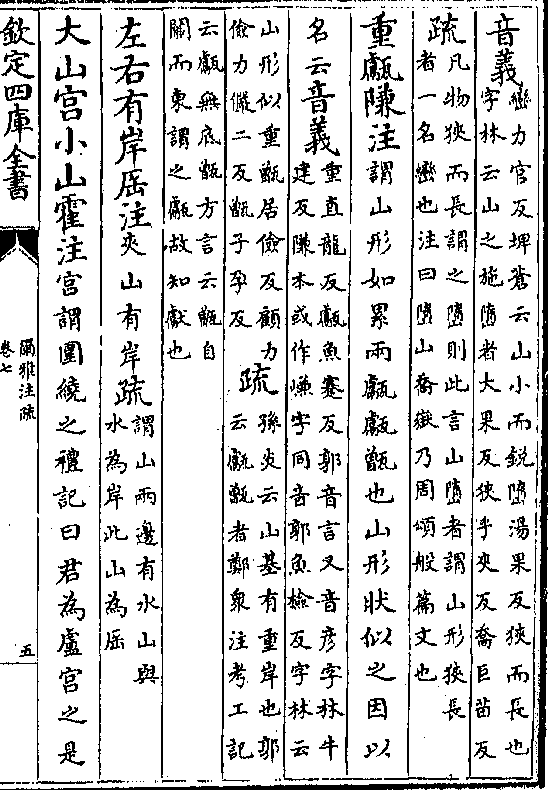 音義巒力官反埤蒼云山小而銳墮湯果反狹而長也
字林云山之施墮者大果反狹乎夾反喬巨苗反
疏凡物狹而長謂之墮則此言山墮者謂山形狹長
者一名巒也注曰墮山喬嶽乃周頌般篇文也
重甗隒注謂山形如累兩甗甗甑也山形狀似之因以
名云音義重直龍反甗魚蹇反郭音言又音彦字林牛
建反隒本或作嵰字同音郭魚檢反字林云
山形似重甑居儉反顧力
儉力儼二反甑子孕反
疏孫炎云山基有重岸也郭
云甗甑者鄭衆注考工記
云甗無底甑方言云甑自
關而東謂之甗故知甗也
左右有岸厒注夾山有岸疏謂山兩邊有水山與
水為岸此山為厒
大山宮小山霍注宮謂圍繞之禮記曰君為廬宮之是
欽定四庫全書
爾雅注疏
卷七
五